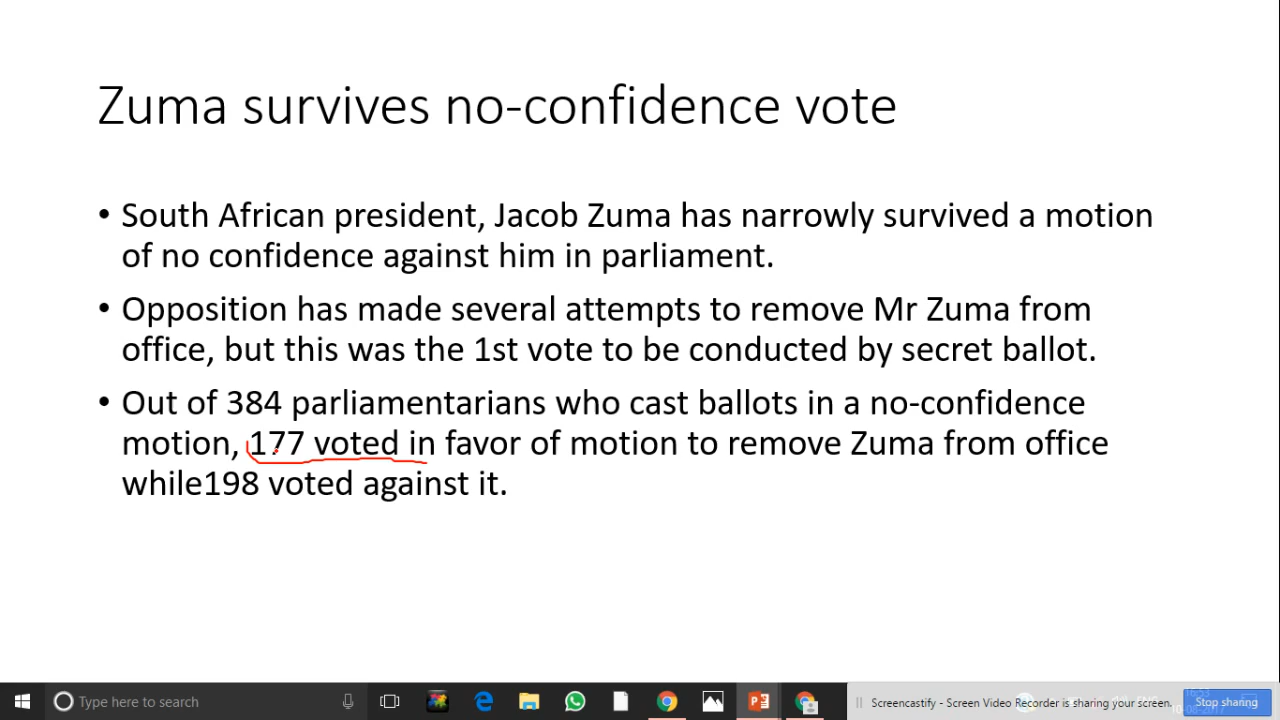 Zuma survives no-confidence vote
• South African president, Jacob Zuma has narrowly survived a motion
of no confidence against him in parliament.
• Opposition has made several attempts to remove Mr Zuma from
office, but this was the 1st vote to be conducted by secret ballot.
• Out of 384 parliamentarians who cast ballots in a no-confidence
motion, 177 voted in favor of motion to remove Zuma from office
while198 voted against it.
Type here to search
Screencastify - Screen Video Recorder is sharing your screen.
Stop sharing